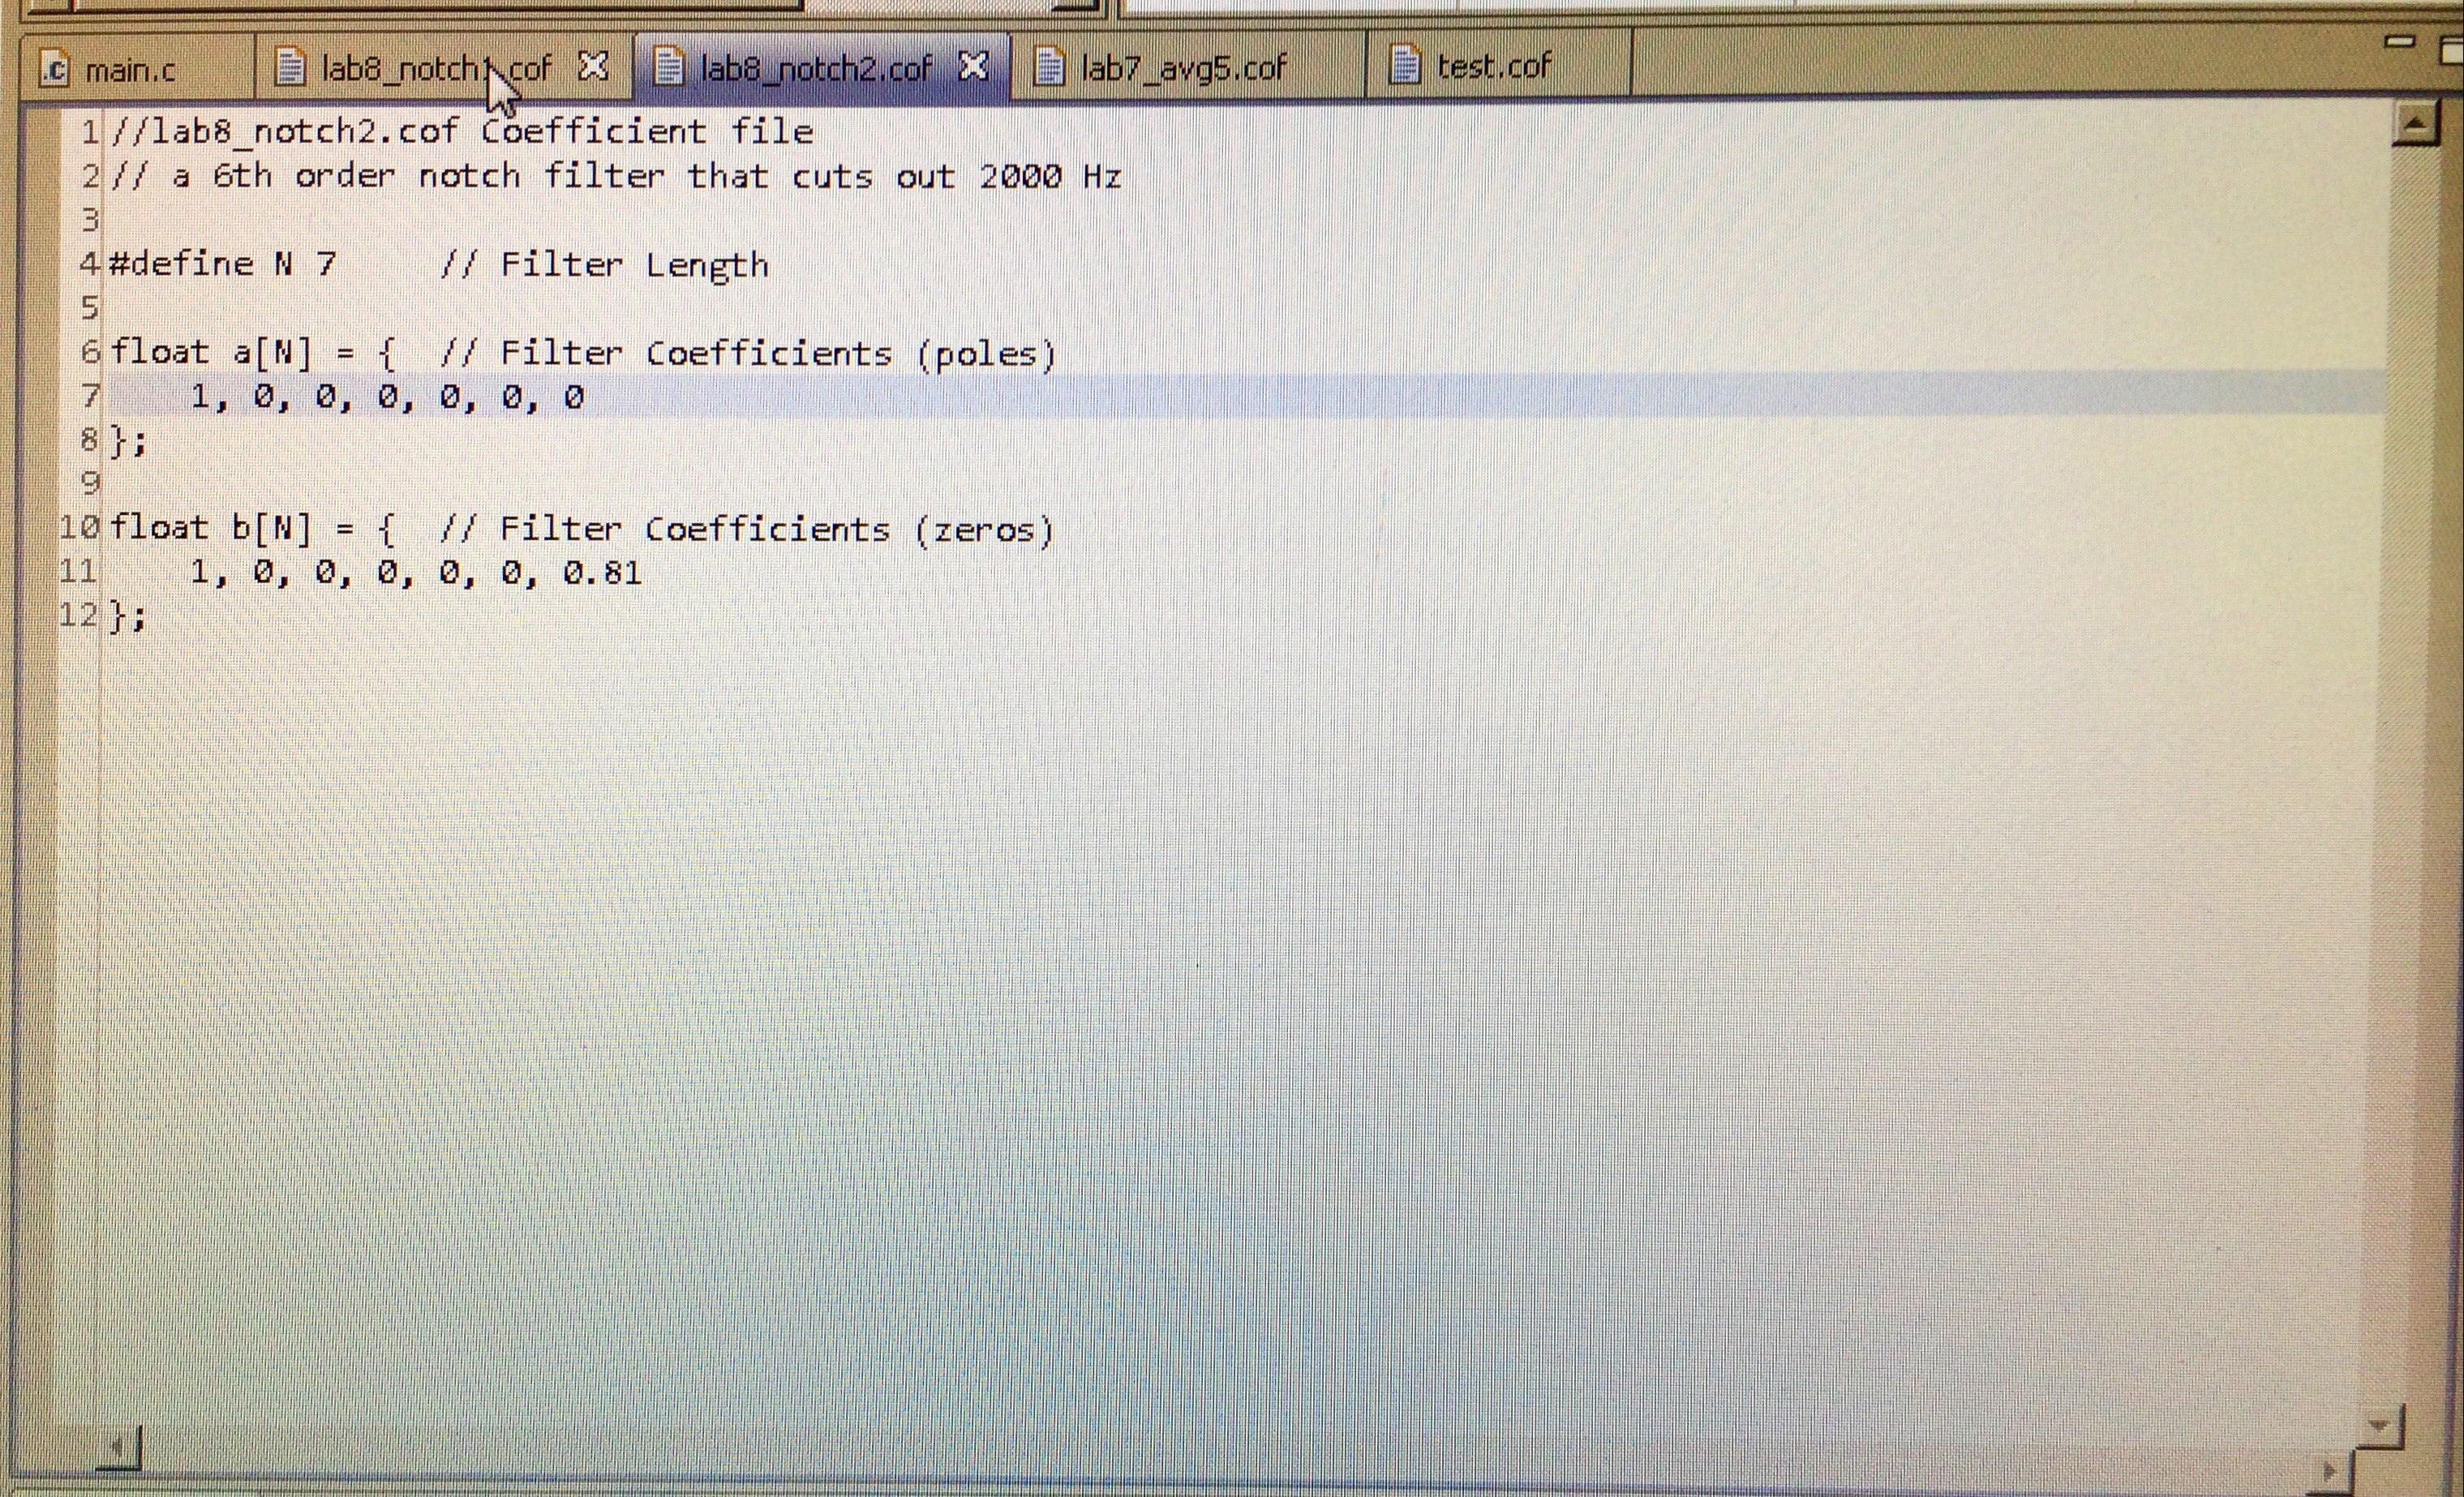 main.c lab8_notch1.cof lab8_notch2.cof lab7_avg5.cof test.cof
1 //lab8_notch2.cof Coefficient file
2 // a 6th order notch filter that cuts out 2000 Hz
3
4 #define N 7     // Filter Length
5
6 float a[N] = {  // Filter Coefficients (poles)
7     1, 0, 0, 0, 0, 0, 0
8 };
9
10 float b[N] = {  // Filter Coefficients (zeros)
11     1, 0, 0, 0, 0, 0, 0.81
12 };